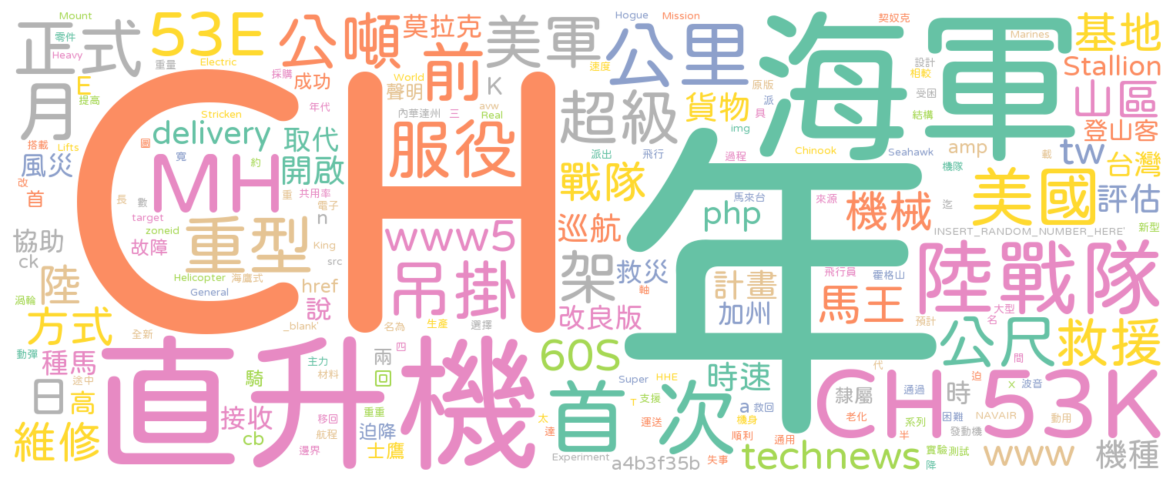 正式 53E 公噸 莫拉克 美軍 公里 海軍 基地
Mount 零件 Heavy 重量 Electric 採購 成功 前 Hogue Mission 速度 契奴克 Marines 設計 相較 Stallion
月 E 提高 Stricken 年代 聲明 K World avw Real 內華達州 三 超級 貨物 派 具 原版 img 受困 結構 山區
搭載 Lifts 圖 delivery 取代 服役 派出 飛行 Chinook 過程 Seahawk 機隊 載 amp tw 登山客 台灣
風災 改 首 寬 約 MH 開啟 共用率 重 電子 戰隊 馬來台 來源 迄 美國 評估
CH 年
長 數 target zoneid 故障 重型 n King src www5 巡航 php 機械 INSERT_RANDOM_NUMBER_HERE 新型
協助 ck 陸 渦輪 Helicopter 海鷹式 General href 說 吊掛 架 救災 軸 計畫 飛行員 霍格山 陸戰隊
方式 全新 _blank 名為 生產 選擇 改良版 加州 馬王 預計 名 大型 間
動彈 種馬 途中 主力 材料 四 兩 回 騎 直升機 60S Super HHE 時速 代 公尺 救援
日 高 接收 cb 重重 移回 航程 邊界 迫降 士鷹 首次 T 支援 a 救回 機身 隸屬 通過 時 x 波音 迫 CH 53K
維修 太 達 運送 順利 通用 老化 半 系列 困難 發動機 NAVAIR 動用
Experiment a4b3f35b 失事 technews 降 實驗 測試 www 機種